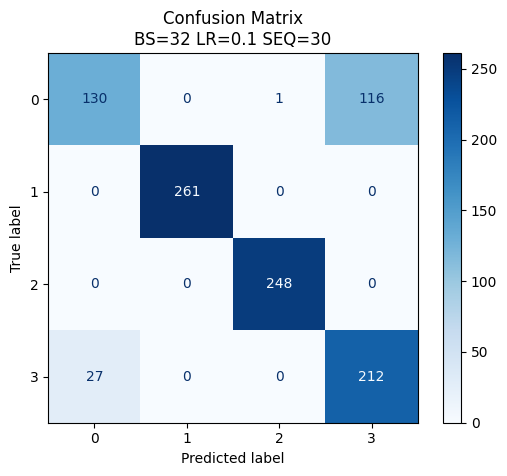 Confusion Matrix
BS=32 LR=0.1 SEQ=30
True label
0 130 0 1 116
1 0 261 0 0
2 0 0 248 0
3 27 0 0 212
0 1 2 3
Predicted label
250
200
150
100
50
0